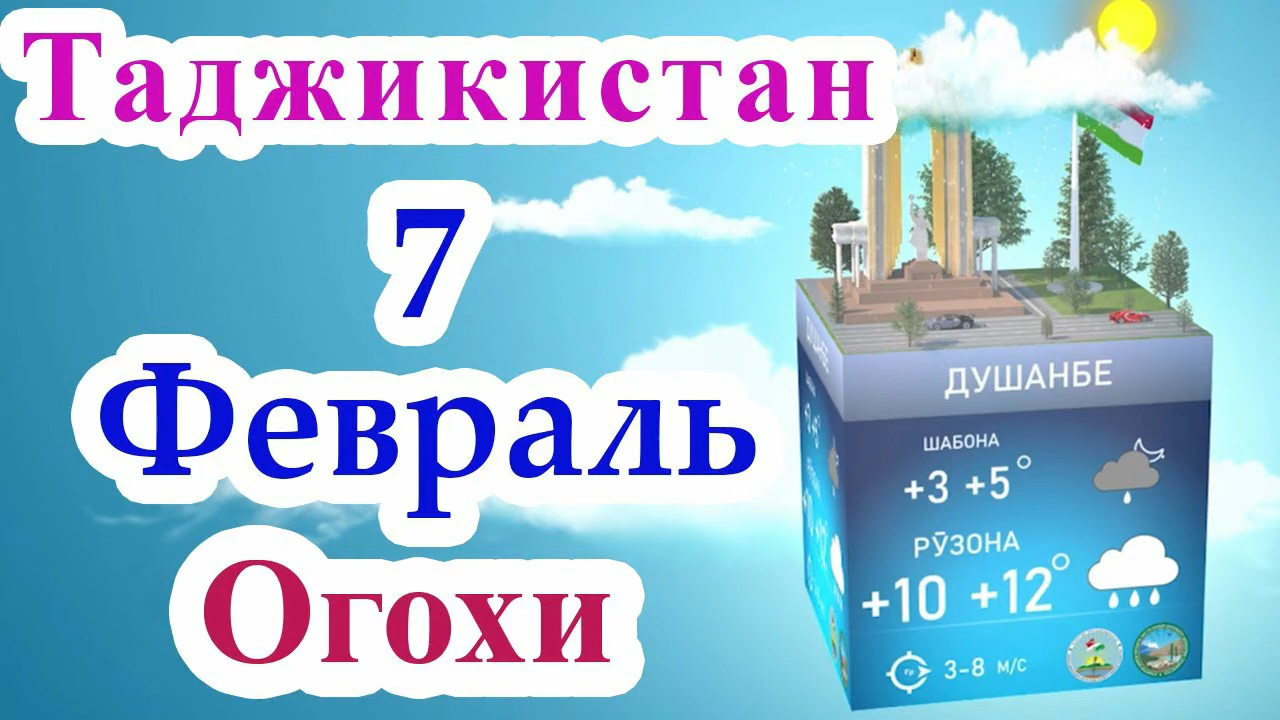 Таджикистан
7
Февраль
Огохи
ДУШАНБЕ
ШАБОНА
+3 +5°
РӮЗОНА
+10 +12°
3-8 м/с